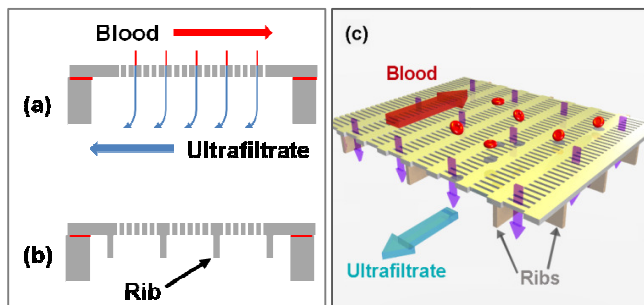 Blood
(a)
Ultrafiltrate
(b)
Rib
(c)
Blood
Ultrafiltrate
Ribs